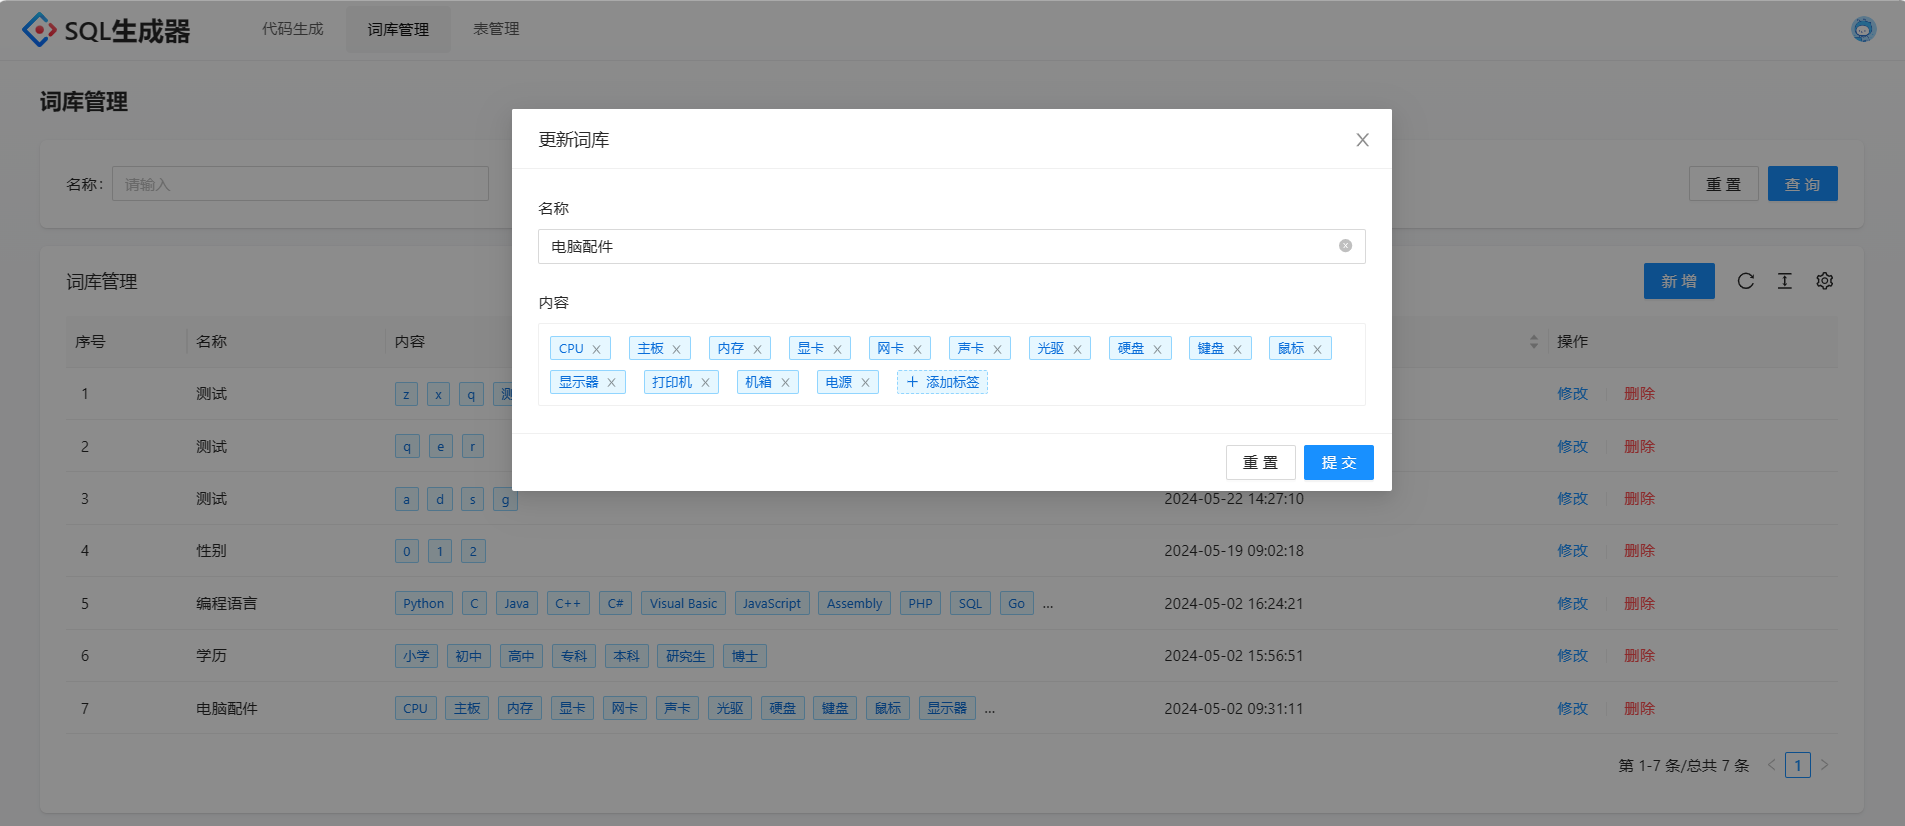 SQL生成器 代码生成 词库管理 表管理
词库管理
名称: 请输入 重 置 查 询
词库管理 新 增
序号 名称 内容 操作
1 测试 z x q 测 修改 删除
2 测试 q e r 修改 删除
3 测试 a d s g 2024-05-22 14:27:10 修改 删除
4 性别 0 1 2 2024-05-19 09:02:18 修改 删除
5 编程语言 Python C Java C++ C# Visual Basic JavaScript Assembly PHP SQL Go ... 2024-05-02 16:24:21 修改 删除
6 学历 小学 初中 高中 专科 本科 研究生 博士 2024-05-02 15:56:51 修改 删除
7 电脑配件 CPU 主板 内存 显卡 网卡 声卡 光驱 硬盘 键盘 鼠标 显示器 ... 2024-05-02 09:31:11 修改 删除
第 1-7 条/总共 7 条 < 1 >
更新词库
名称
电脑配件
内容
CPU 主板 内存 显卡 网卡 声卡 光驱 硬盘 键盘 鼠标
显示器 打印机 机箱 电源 + 添加标签
重 置 提 交